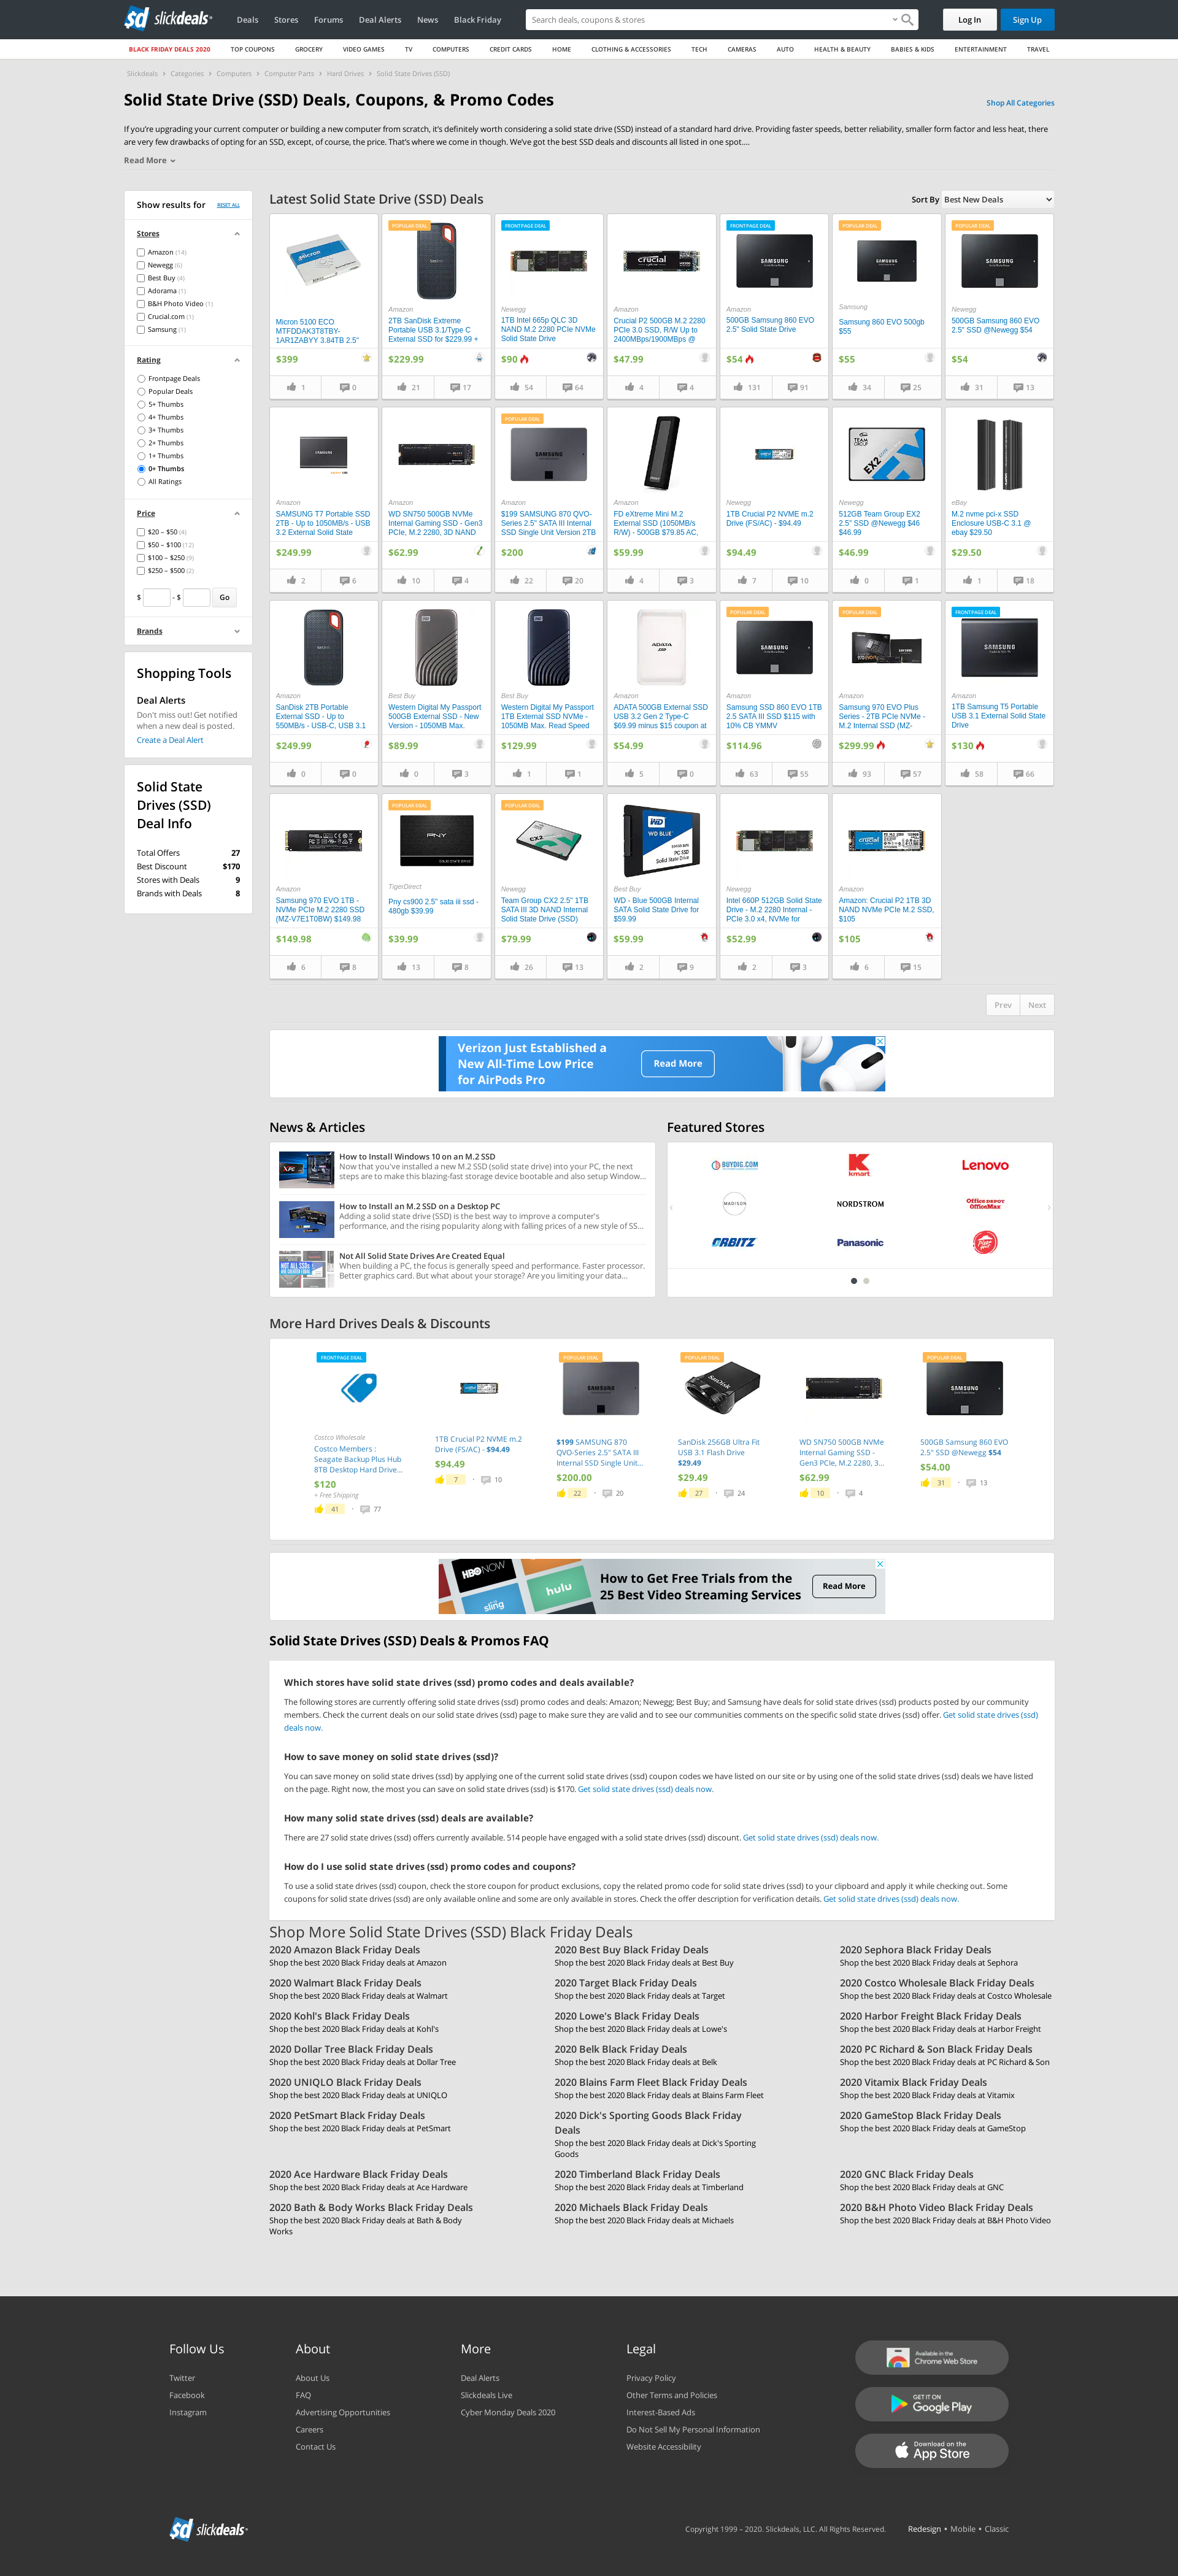 sd slickdeals
Deals Stores Forums Deal Alerts News Black Friday
Search deals, coupons & stores
Log In
Sign Up
BLACK FRIDAY DEALS 2020 TOP COUPONS GROCERY VIDEO GAMES TV COMPUTERS CREDIT CARDS HOME CLOTHING & ACCESSORIES TECH CAMERAS AUTO HEALTH & BEAUTY BABIES & KIDS ENTERTAINMENT TRAVEL
Slickdeals > Categories > Computers > Computer Parts > Hard Drives > Solid State Drives (SSD)
Solid State Drive (SSD) Deals, Coupons, & Promo Codes
Shop All Categories
If you're upgrading your current computer or building a new computer from scratch, it's definitely worth considering a solid state drive (SSD) instead of a standard hard drive. Providing faster speeds, better reliability, smaller form factor and less heat, there
are very few drawbacks of opting for an SSD, except, of course, the price. That's where we come in though. We've got the best SSD deals and discounts all listed in one spot....
Read More
Show results for RESET ALL
Stores
Amazon (14)
Newegg (6)
Best Buy (4)
Adorama (1)
B&H Photo Video (1)
Crucial.com (1)
Samsung (1)
Rating
Frontpage Deals
Popular Deals
5+ Thumbs
4+ Thumbs
3+ Thumbs
2+ Thumbs
1+ Thumbs
0+ Thumbs
All Ratings
Price
$20 – $50 (4)
$50 – $100 (12)
$100 – $250 (9)
$250 – $500 (2)
$ - $ Go
Brands
Shopping Tools
Deal Alerts
Don't miss out! Get notified
when a new deal is posted.
Create a Deal Alert
Solid State
Drives (SSD)
Deal Info
Total Offers 27
Best Discount $170
Stores with Deals 9
Brands with Deals 8
Latest Solid State Drive (SSD) Deals
Sort By Best New Deals
Micron 5100 ECO
MTFDDAK3T8TBY-
1AR1ZABYY 3.84TB 2.5"
$399
1 0
POPULAR DEAL
Amazon
2TB SanDisk Extreme
Portable USB 3.1/Type C
External SSD for $229.99 +
$229.99
21 17
FRONTPAGE DEAL
Newegg
1TB Intel 665p QLC 3D
NAND M.2 2280 PCIe NVMe
Solid State Drive
$90
54 64
Amazon
Crucial P2 500GB M.2 2280
PCIe 3.0 SSD, R/W Up to
2400MBps/1900MBps @
$47.99
4 4
FRONTPAGE DEAL
Amazon
500GB Samsung 860 EVO
2.5" Solid State Drive
$54
131 91
POPULAR DEAL
Samsung
Samsung 860 EVO 500gb
$55
$55
34 25
POPULAR DEAL
Newegg
500GB Samsung 860 EVO
2.5" SSD @Newegg $54
$54
31 13
Amazon
SAMSUNG T7 Portable SSD
2TB - Up to 1050MB/s - USB
3.2 External Solid State
$249.99
2 6
Amazon
WD SN750 500GB NVMe
Internal Gaming SSD - Gen3
PCIe, M.2 2280, 3D NAND
$62.99
10 4
POPULAR DEAL
Amazon
$199 SAMSUNG 870 QVO-
Series 2.5" SATA III Internal
SSD Single Unit Version 2TB
$200
22 20
Amazon
FD eXtreme Mini M.2
External SSD (1050MB/s
R/W) - 500GB $79.85 AC,
$59.99
4 3
Newegg
1TB Crucial P2 NVME m.2
Drive (FS/AC) - $94.49
$94.49
7 10
Newegg
512GB Team Group EX2
2.5" SSD @Newegg $46
$46.99
$46.99
0 1
eBay
M.2 nvme pci-x SSD
Enclosure USB-C 3.1 @
ebay $29.50
$29.50
1 18
Amazon
SanDisk 2TB Portable
External SSD - Up to
550MB/s - USB-C, USB 3.1
$249.99
0 0
Best Buy
Western Digital My Passport
500GB External SSD - New
Version - 1050MB Max.
$89.99
0 3
Best Buy
Western Digital My Passport
1TB External SSD NVMe -
1050MB Max. Read Speed
$129.99
1 1
Amazon
ADATA 500GB External SSD
USB 3.2 Gen 2 Type-C
$69.99 minus $15 coupon at
$54.99
5 0
POPULAR DEAL
Amazon
Samsung SSD 860 EVO 1TB
2.5 SATA III SSD $115 with
10% CB YMMV
$114.96
63 55
POPULAR DEAL
Amazon
Samsung 970 EVO Plus
Series - 2TB PCIe NVMe -
M.2 Internal SSD (MZ-
$299.99
93 57
FRONTPAGE DEAL
Amazon
1TB Samsung T5 Portable
USB 3.1 External Solid State
Drive
$130
58 66
Amazon
Samsung 970 EVO 1TB -
NVMe PCIe M.2 2280 SSD
(MZ-V7E1T0BW) $149.98
$149.98
6 8
POPULAR DEAL
TigerDirect
Pny cs900 2.5" sata iii ssd -
480gb $39.99
$39.99
13 8
POPULAR DEAL
Newegg
Team Group CX2 2.5" 1TB
SATA III 3D NAND Internal
Solid State Drive (SSD)
$79.99
26 13
Best Buy
WD - Blue 500GB Internal
SATA Solid State Drive for
$59.99
$59.99
2 9
Newegg
Intel 660P 512GB Solid State
Drive - M.2 2280 Internal -
PCIe 3.0 x4, NVMe for
$52.99
2 3
Amazon
Amazon: Crucial P2 1TB 3D
NAND NVMe PCIe M.2 SSD,
$105
$105
6 15
Prev Next
Verizon Just Established a
New All-Time Low Price
for AirPods Pro
Read More
News & Articles
How to Install Windows 10 on an M.2 SSD
Now that you've installed a new M.2 SSD (solid state drive) into your PC, the next
steps are to make this blazing-fast storage device bootable and also setup Window...
How to Install an M.2 SSD on a Desktop PC
Adding a solid state drive (SSD) is the best way to improve a computer's
performance, and the rising popularity along with falling prices of a new style of SS...
Not All Solid State Drives Are Created Equal
When building a PC, the focus is generally speed and performance. Faster processor.
Better graphics card. But what about your storage? Are you limiting your data...
Featured Stores
BUYDIG.COM
Kmart
Lenovo
MADISON
NORDSTROM
Office DEPOT
OfficeMax
ORBITZ
Panasonic
More Hard Drives Deals & Discounts
FRONTPAGE DEAL
Costco Wholesale
Costco Members :
Seagate Backup Plus Hub
8TB Desktop Hard Drive...
$120
+ Free Shipping
41 77
1TB Crucial P2 NVME m.2
Drive (FS/AC) - $94.49
$94.49
7 10
POPULAR DEAL
$199 SAMSUNG 870
QVO-Series 2.5" SATA III
Internal SSD Single Unit...
$200.00
22 20
POPULAR DEAL
SanDisk 256GB Ultra Fit
USB 3.1 Flash Drive
$29.49
$29.49
27 24
WD SN750 500GB NVMe
Internal Gaming SSD -
Gen3 PCIe, M.2 2280, 3...
$62.99
10 4
POPULAR DEAL
500GB Samsung 860 EVO
2.5" SSD @Newegg $54
$54.00
31 13
HBO NOW
sling
hulu
How to Get Free Trials from the
25 Best Video Streaming Services
Read More
Solid State Drives (SSD) Deals & Promos FAQ
Which stores have solid state drives (ssd) promo codes and deals available?
The following stores are currently offering solid state drives (ssd) promo codes and deals: Amazon; Newegg; Best Buy; and Samsung have deals for solid state drives (ssd) products posted by our community
members. Check the current deals on our solid state drives (ssd) page to make sure they are valid and to see our communities comments on the specific solid state drives (ssd) offer. Get solid state drives (ssd)
deals now.
How to save money on solid state drives (ssd)?
You can save money on solid state drives (ssd) by applying one of the current solid state drives (ssd) coupon codes we have listed on our site or by using one of the solid state drives (ssd) deals we have listed
on the page. Right now, the most you can save on solid state drives (ssd) is $170. Get solid state drives (ssd) deals now.
How many solid state drives (ssd) deals are available?
There are 27 solid state drives (ssd) offers currently available. 514 people have engaged with a solid state drives (ssd) discount. Get solid state drives (ssd) deals now.
How do I use solid state drives (ssd) promo codes and coupons?
To use a solid state drives (ssd) coupon, check the store coupon for product exclusions, copy the related promo code for solid state drives (ssd) to your clipboard and apply it while checking out. Some
coupons for solid state drives (ssd) are only available online and some are only available in stores. Check the offer description for verification details. Get solid state drives (ssd) deals now.
Shop More Solid State Drives (SSD) Black Friday Deals
2020 Amazon Black Friday Deals
Shop the best 2020 Black Friday deals at Amazon
2020 Best Buy Black Friday Deals
Shop the best 2020 Black Friday deals at Best Buy
2020 Sephora Black Friday Deals
Shop the best 2020 Black Friday deals at Sephora
2020 Walmart Black Friday Deals
Shop the best 2020 Black Friday deals at Walmart
2020 Target Black Friday Deals
Shop the best 2020 Black Friday deals at Target
2020 Costco Wholesale Black Friday Deals
Shop the best 2020 Black Friday deals at Costco Wholesale
2020 Kohl's Black Friday Deals
Shop the best 2020 Black Friday deals at Kohl's
2020 Lowe's Black Friday Deals
Shop the best 2020 Black Friday deals at Lowe's
2020 Harbor Freight Black Friday Deals
Shop the best 2020 Black Friday deals at Harbor Freight
2020 Dollar Tree Black Friday Deals
Shop the best 2020 Black Friday deals at Dollar Tree
2020 Belk Black Friday Deals
Shop the best 2020 Black Friday deals at Belk
2020 PC Richard & Son Black Friday Deals
Shop the best 2020 Black Friday deals at PC Richard & Son
2020 UNIQLO Black Friday Deals
Shop the best 2020 Black Friday deals at UNIQLO
2020 Blains Farm Fleet Black Friday Deals
Shop the best 2020 Black Friday deals at Blains Farm Fleet
2020 Vitamix Black Friday Deals
Shop the best 2020 Black Friday deals at Vitamix
2020 PetSmart Black Friday Deals
Shop the best 2020 Black Friday deals at PetSmart
2020 Dick's Sporting Goods Black Friday
Deals
Shop the best 2020 Black Friday deals at Dick's Sporting
Goods
2020 GameStop Black Friday Deals
Shop the best 2020 Black Friday deals at GameStop
2020 Ace Hardware Black Friday Deals
Shop the best 2020 Black Friday deals at Ace Hardware
2020 Timberland Black Friday Deals
Shop the best 2020 Black Friday deals at Timberland
2020 GNC Black Friday Deals
Shop the best 2020 Black Friday deals at GNC
2020 Bath & Body Works Black Friday Deals
Shop the best 2020 Black Friday deals at Bath & Body
Works
2020 Michaels Black Friday Deals
Shop the best 2020 Black Friday deals at Michaels
2020 B&H Photo Video Black Friday Deals
Shop the best 2020 Black Friday deals at B&H Photo Video
Follow Us
Twitter
Facebook
Instagram
About
About Us
FAQ
Advertising Opportunities
Careers
Contact Us
More
Deal Alerts
Slickdeals Live
Cyber Monday Deals 2020
Legal
Privacy Policy
Other Terms and Policies
Interest-Based Ads
Do Not Sell My Personal Information
Website Accessibility
Available in the
Chrome Web Store
GET IT ON
Google Play
Download on the
App Store
sd slickdeals
Copyright 1999 – 2020. Slickdeals, LLC. All Rights Reserved.
Redesign • Mobile • Classic